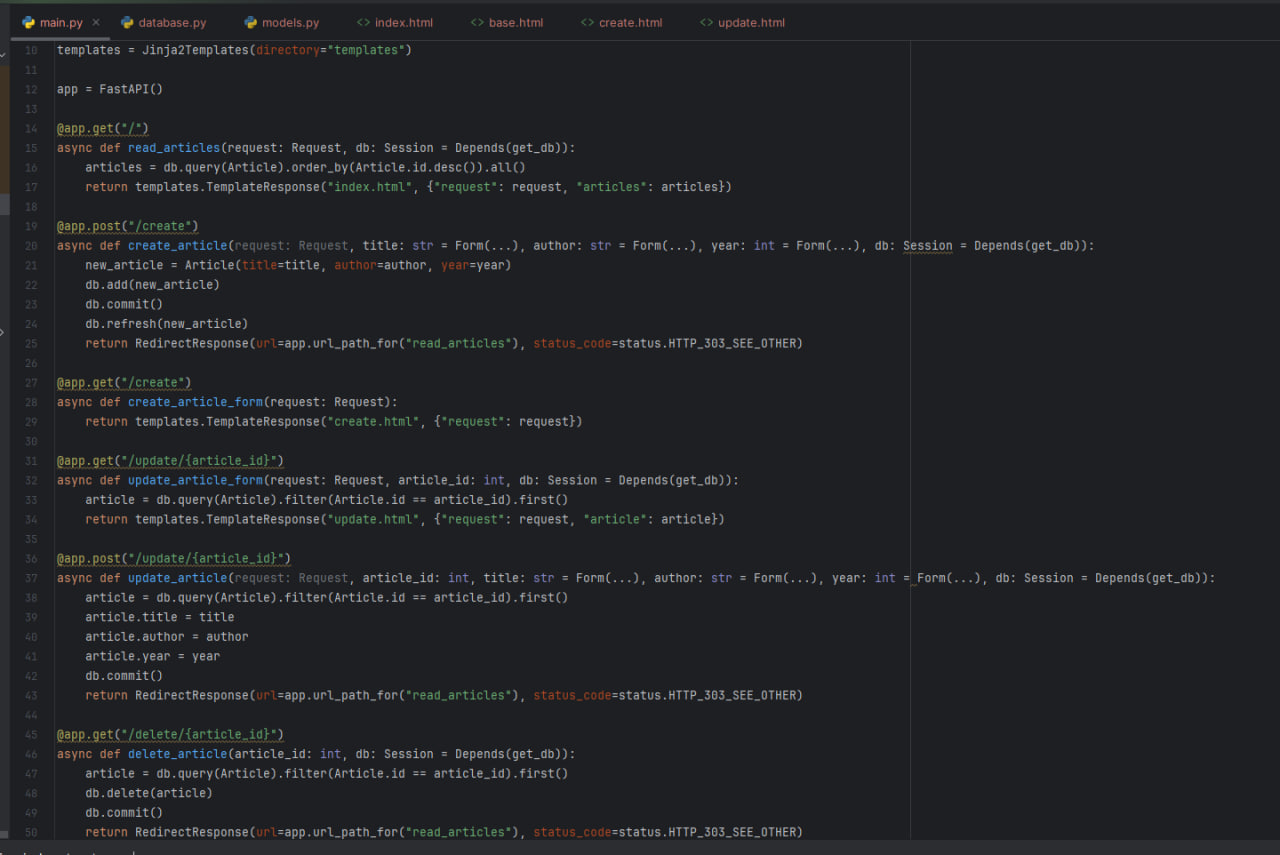 main.py
database.py
models.py
index.html
base.html
create.html
update.html
10 templates = Jinja2Templates(directory="templates")
11
12 app = FastAPI()
13
14 @app.get("/")
15 async def read_articles(request: Request, db: Session = Depends(get_db)):
16     articles = db.query(Article).order_by(Article.id.desc()).all()
17     return templates.TemplateResponse("index.html", {"request": request, "articles": articles})
18
19 @app.post("/create")
20 async def create_article(request: Request, title: str = Form(...), author: str = Form(...), year: int = Form(...), db: Session = Depends(get_db)):
21     new_article = Article(title=title, author=author, year=year)
22     db.add(new_article)
23     db.commit()
24     db.refresh(new_article)
25     return RedirectResponse(url=app.url_path_for("read_articles"), status_code=status.HTTP_303_SEE_OTHER)
26
27 @app.get("/create")
28 async def create_article_form(request: Request):
29     return templates.TemplateResponse("create.html", {"request": request})
30
31 @app.get("/update/{article_id}")
32 async def update_article_form(request: Request, article_id: int, db: Session = Depends(get_db)):
33     article = db.query(Article).filter(Article.id == article_id).first()
34     return templates.TemplateResponse("update.html", {"request": request, "article": article})
35
36 @app.post("/update/{article_id}")
37 async def update_article(request: Request, article_id: int, title: str = Form(...), author: str = Form(...), year: int = Form(...), db: Session = Depends(get_db)):
38     article = db.query(Article).filter(Article.id == article_id).first()
39     article.title = title
40     article.author = author
41     article.year = year
42     db.commit()
43     return RedirectResponse(url=app.url_path_for("read_articles"), status_code=status.HTTP_303_SEE_OTHER)
44
45 @app.get("/delete/{article_id}")
46 async def delete_article(article_id: int, db: Session = Depends(get_db)):
47     article = db.query(Article).filter(Article.id == article_id).first()
48     db.delete(article)
49     db.commit()
50     return RedirectResponse(url=app.url_path_for("read_articles"), status_code=status.HTTP_303_SEE_OTHER)